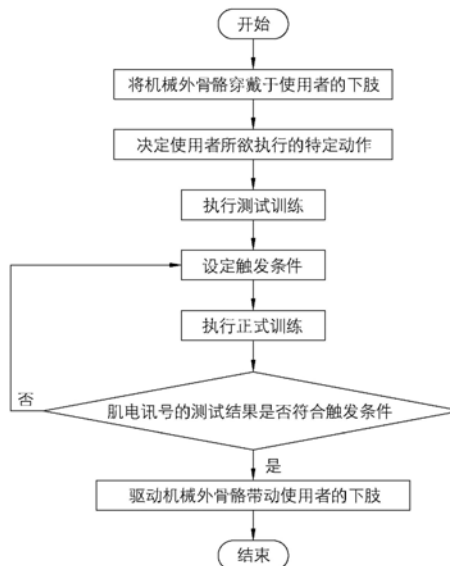 开始
将机械外骨骼穿戴于使用者的下肢
决定使用者所欲执行的特定动作
执行测试训练
设定触发条件
执行正式训练
肌电讯号的测试结果是否符合触发条件
否
是
驱动机械外骨骼带动使用者的下肢
结束